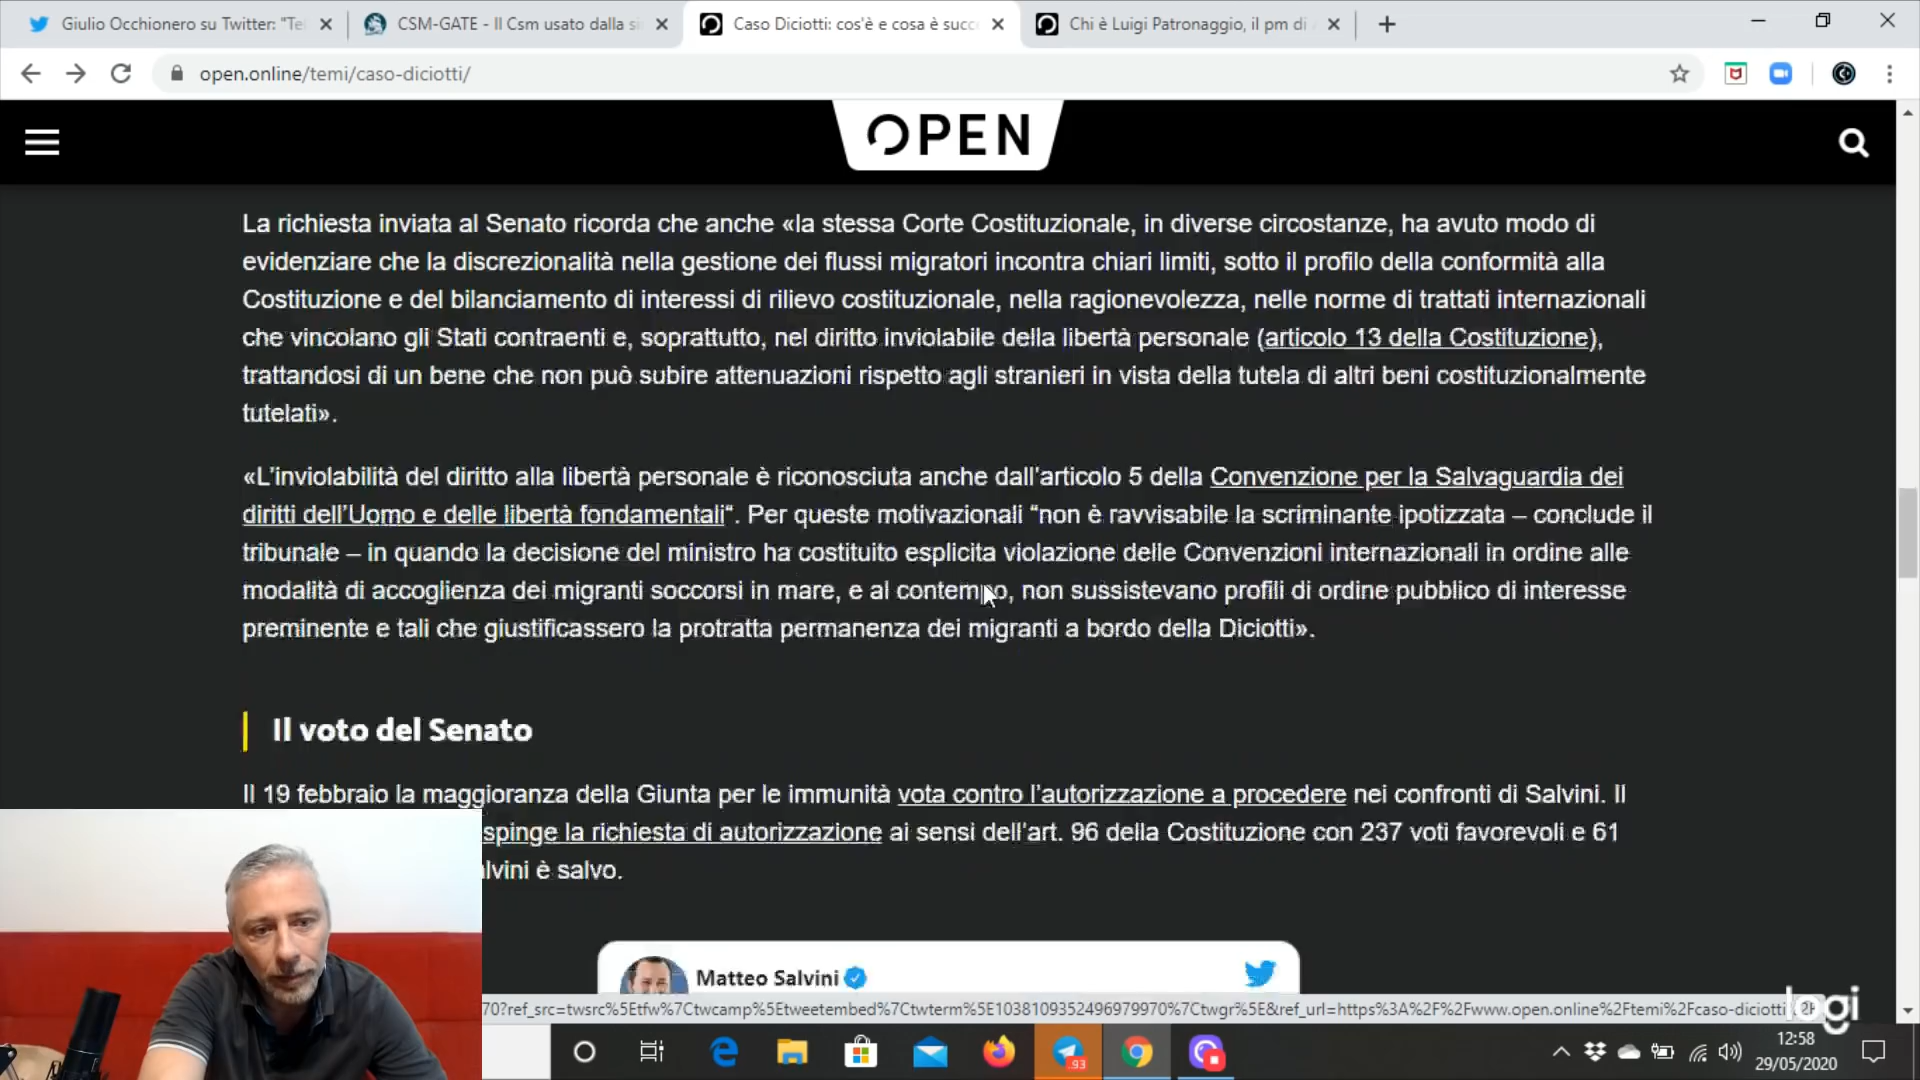 Giulio Occhionero su Twitter: "Te
CSM-GATE - Il Csm usato dalla si
Caso Diciotti: cos'è e cosa è succ
Chi è Luigi Patronaggio, il pm di
open.online/temi/caso-diciotti/
OPEN
La richiesta inviata al Senato ricorda che anche «la stessa Corte Costituzionale, in diverse circostanze, ha avuto modo di
evidenziare che la discrezionalità nella gestione dei flussi migratori incontra chiari limiti, sotto il profilo della conformità alla
Costituzione e del bilanciamento di interessi di rilievo costituzionale, nella ragionevolezza, nelle norme di trattati internazionali
che vincolano gli Stati contraenti e, soprattutto, nel diritto inviolabile della libertà personale (articolo 13 della Costituzione),
trattandosi di un bene che non può subire attenuazioni rispetto agli stranieri in vista della tutela di altri beni costituzionalmente
tutelati».
«L'inviolabilità del diritto alla libertà personale è riconosciuta anche dall'articolo 5 della Convenzione per la Salvaguardia dei
diritti dell'Uomo e delle libertà fondamentali“. Per queste motivazionali “non è ravvisabile la scriminante ipotizzata – conclude il
tribunale – in quando la decisione del ministro ha costituito esplicita violazione delle Convenzioni internazionali in ordine alle
modalità di accoglienza dei migranti soccorsi in mare, e al contempo, non sussistevano profili di ordine pubblico di interesse
preminente e tali che giustificassero la protratta permanenza dei migranti a bordo della Diciotti».
Il voto del Senato
Il 19 febbraio la maggioranza della Giunta per le immunità vota contro l'autorizzazione a procedere nei confronti di Salvini. Il
spinge la richiesta di autorizzazione ai sensi dell'art. 96 della Costituzione con 237 voti favorevoli e 61
lvini è salvo.
Matteo Salvini
70?ref_src=twsrc%5Etfw%7Ctwcamp%5Etweetembed%7Ctwterm%5E1038109352496979970%7Ctwgr%5E&ref_url=https%3A%2F%2Fwww.open.online%2Ftemi%2Fcaso-diciotti%2F
logi
93
12:58
29/05/2020